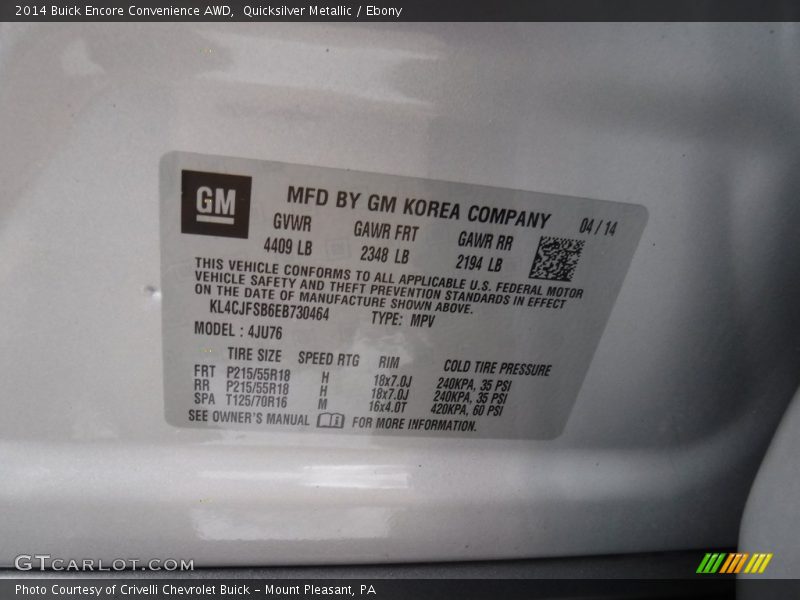 2014 Buick Encore Convenience AWD,  Quicksilver Metallic / Ebony
GM
MFD BY GM KOREA COMPANY 04 / 14
GVWR GAWR FRT GAWR RR
4409 LB 2348 LB 2194 LB
THIS VEHICLE CONFORMS TO ALL APPLICABLE U.S. FEDERAL MOTOR
VEHICLE SAFETY AND THEFT PREVENTION STANDARDS IN EFFECT
ON THE DATE OF MANUFACTURE SHOWN ABOVE.
KL4CJFSB6EB730464 TYPE: MPV
MODEL : 4JU76
TIRE SIZE SPEED RTG RIM COLD TIRE PRESSURE
FRT P215/55R18 H 18x7.0J 240KPA, 35 PSI
RR P215/55R18 H 18x7.0J 240KPA, 35 PSI
SPA T125/70R16 M 16x4.0T 420KPA, 60 PSI
SEE OWNER'S MANUAL FOR MORE INFORMATION.
GTCARLOT.COM
Photo Courtesy of Crivelli Chevrolet Buick – Mount Pleasant, PA